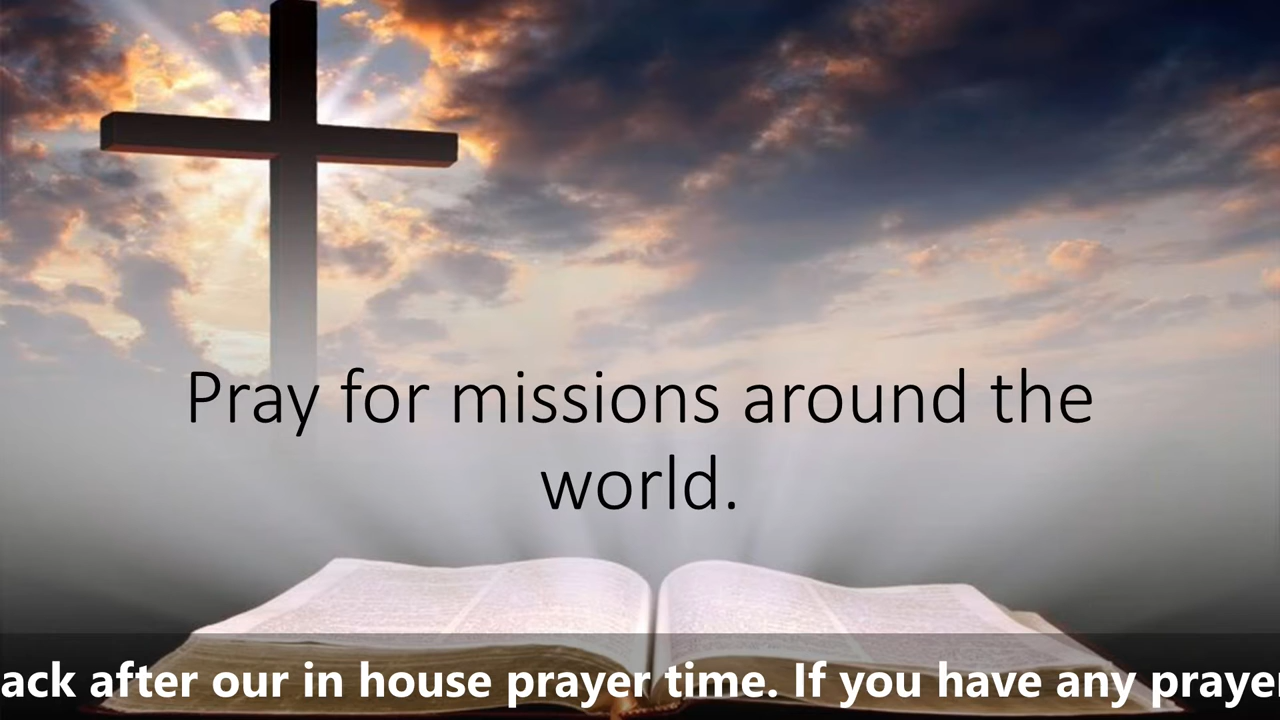 Pray for missions around the
world.
ack after our in house prayer time. If you have any prayer